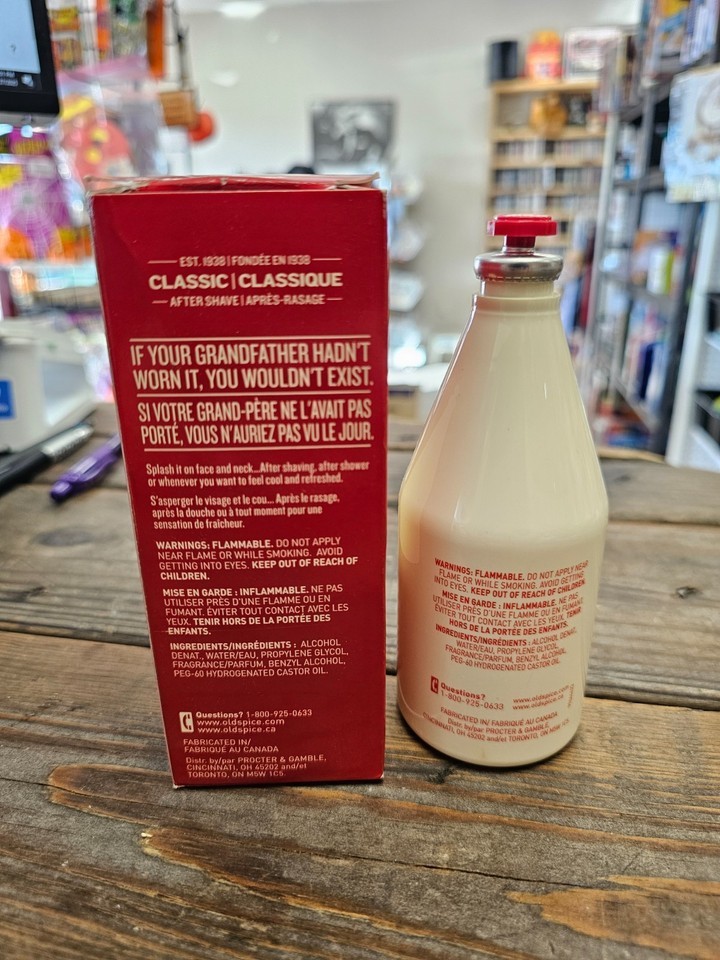 EST. 1938 | FONDÉE EN 1938
CLASSIC | CLASSIQUE
AFTER SHAVE | APRÈS-RASAGE
IF YOUR GRANDFATHER HADN'T
WORN IT, YOU WOULDN'T EXIST.
SI VOTRE GRAND-PÈRE NE L'AVAIT PAS
PORTÉ, VOUS N'AURIEZ PAS VU LE JOUR.
Splash it on face and neck...After shaving, after shower
or whenever you want to feel cool and refreshed.
S'asperger le visage et le cou... Après le rasage,
après la douche ou à tout moment pour une
sensation de fraîcheur.
WARNINGS: FLAMMABLE. DO NOT APPLY
NEAR FLAME OR WHILE SMOKING. AVOID
GETTING INTO EYES. KEEP OUT OF REACH OF
CHILDREN.
MISE EN GARDE : INFLAMMABLE. NE PAS
UTILISER PRÈS D'UNE FLAMME OU EN
FUMANT. ÉVITER TOUT CONTACT AVEC LES
YEUX. TENIR HORS DE LA PORTÉE DES
ENFANTS.
INGREDIENTS/INGRÉDIENTS : ALCOHOL
DENAT., WATER/EAU, PROPYLENE GLYCOL,
FRAGRANCE/PARFUM, BENZYL ALCOHOL,
PEG-60 HYDROGENATED CASTOR OIL.
Questions? 1-800-925-0633
www.oldspice.com
www.oldspice.ca
FABRICATED IN/
FABRIQUÉ AU CANADA
Distr. by/par PROCTER & GAMBLE,
CINCINNATI, OH 45202 and/et
TORONTO, ON M5W 1C5.
WARNINGS: FLAMMABLE. DO NOT APPLY NEAR
FLAME OR WHILE SMOKING. AVOID GETTING
INTO EYES. KEEP OUT OF REACH OF CHILDREN.
MISE EN GARDE : INFLAMMABLE. NE PAS
UTILISER PRÈS D'UNE FLAMME OU EN FUMANT.
ÉVITER TOUT CONTACT AVEC LES YEUX. TENIR
HORS DE LA PORTÉE DES ENFANTS.
INGREDIENTS/INGRÉDIENTS : ALCOHOL DENAT.,
WATER/EAU, PROPYLENE GLYCOL,
FRAGRANCE/PARFUM, BENZYL ALCOHOL,
PEG-60 HYDROGENATED CASTOR OIL.
Questions?
1-800-925-0633
www.oldspice.com
www.oldspice.ca
FABRICATED IN/ FABRIQUÉ AU CANADA
Distr. by/par PROCTER & GAMBLE,
CINCINNATI, OH 45202 and/et TORONTO, ON M5W 1C5.